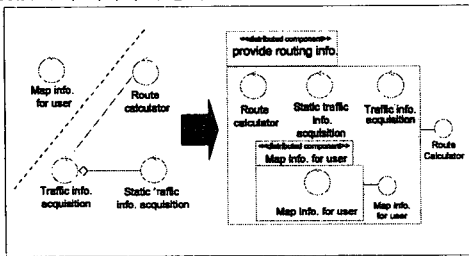 Map info.
for user
Route
calculator
Traffic info.
acquisition
Static Traffic
info. acquisition
<<distributed component>>
provide routing info.
Route
calculator
Static traffic
info.
acquisition
Traffic info.
acquisition
Route
Calculator
<<distributed component>>
Map info. for user
Map info. for user
Map info.
for user